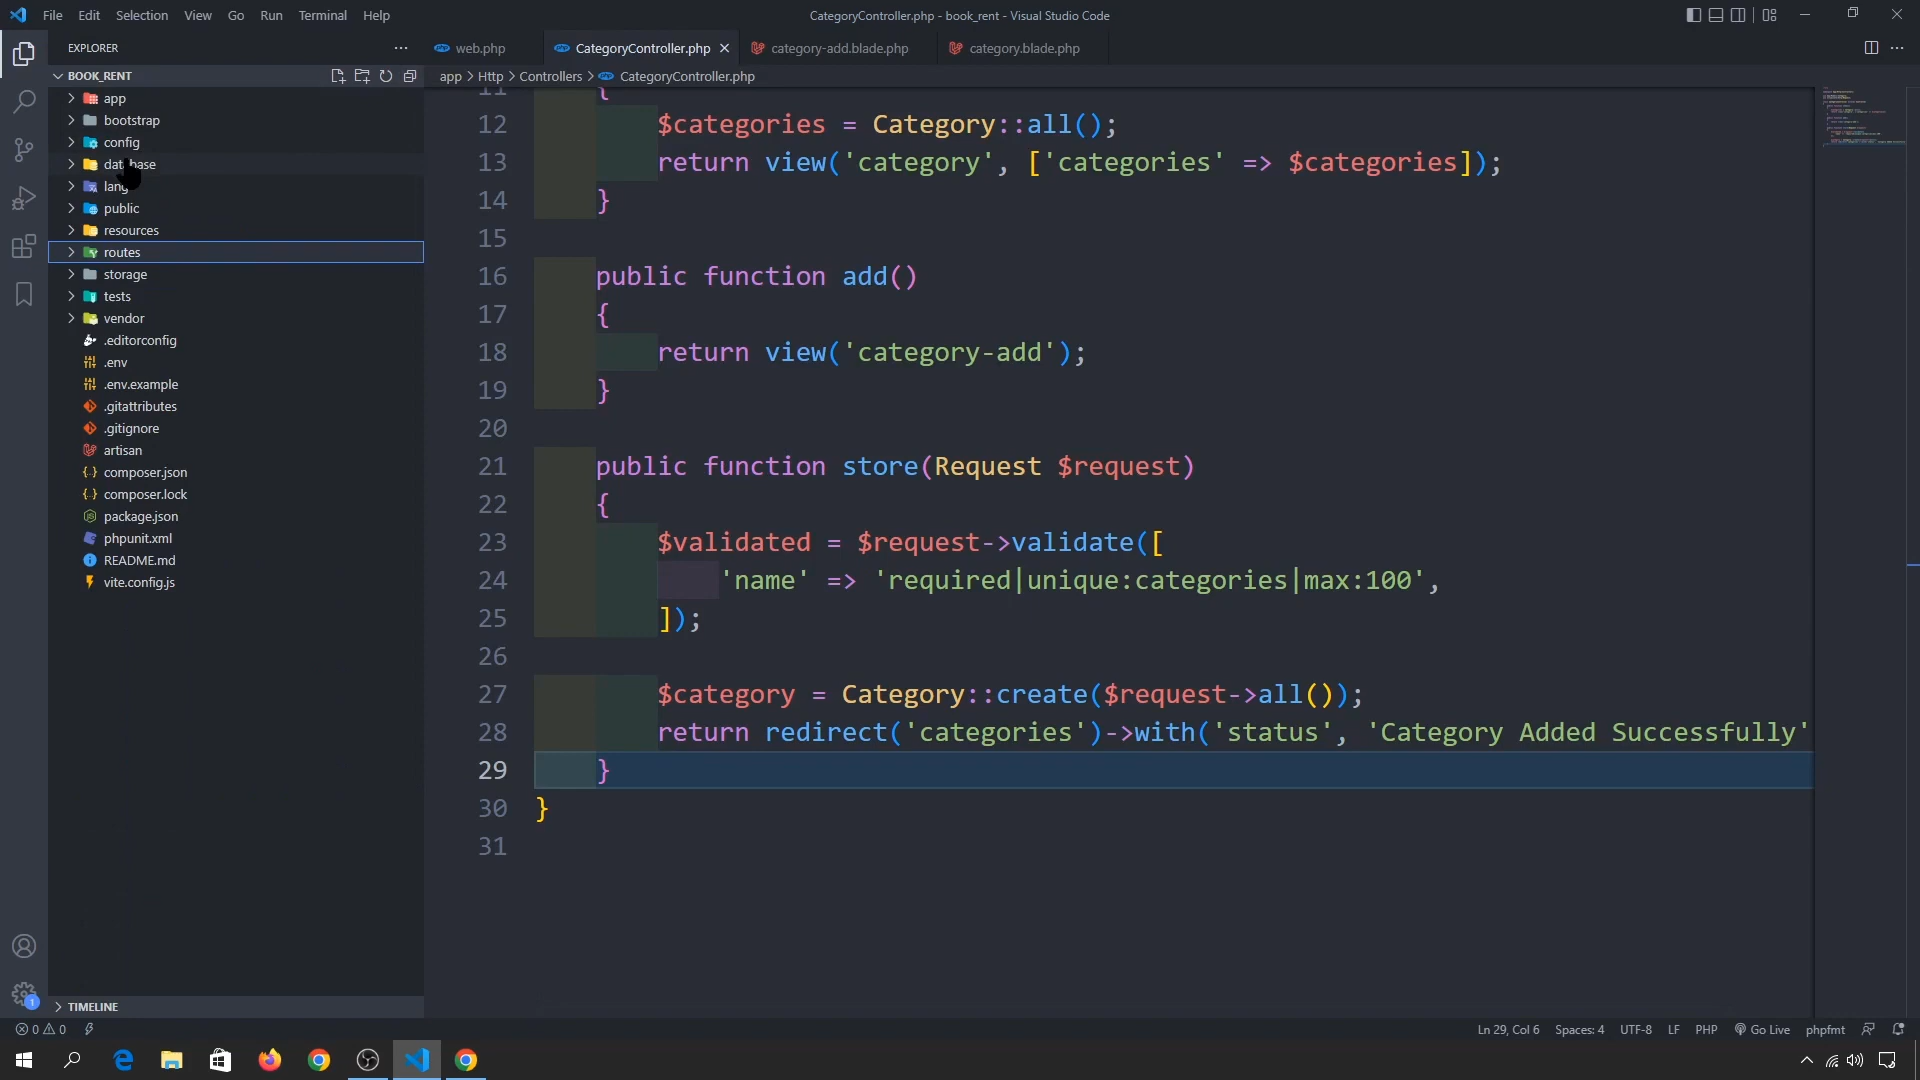 File Edit Selection View Go Run Terminal Help
CategoryController.php - book_rent - Visual Studio Code
EXPLORER
web.php
CategoryController.php
category-add.blade.php
category.blade.php
BOOK_RENT
app > Http > Controllers > CategoryController.php
app
bootstrap
config
database
lang
public
resources
routes
storage
tests
vendor
.editorconfig
.env
.env.example
.gitattributes
.gitignore
artisan
composer.json
composer.lock
package.json
phpunit.xml
README.md
vite.config.js
TIMELINE
11 {
12 $categories = Category::all();
13 return view('category', ['categories' => $categories]);
14 }
15
16 public function add()
17 {
18 return view('category-add');
19 }
20
21 public function store(Request $request)
22 {
23 $validated = $request->validate([
24 'name' => 'required|unique:categories|max:100',
25 ]);
26
27 $category = Category::create($request->all());
28 return redirect('categories')->with('status', 'Category Added Successfully'
29 }
30 }
31
1
0 0
Ln 29, Col 6 Spaces: 4 UTF-8 LF PHP Go Live phpfmt